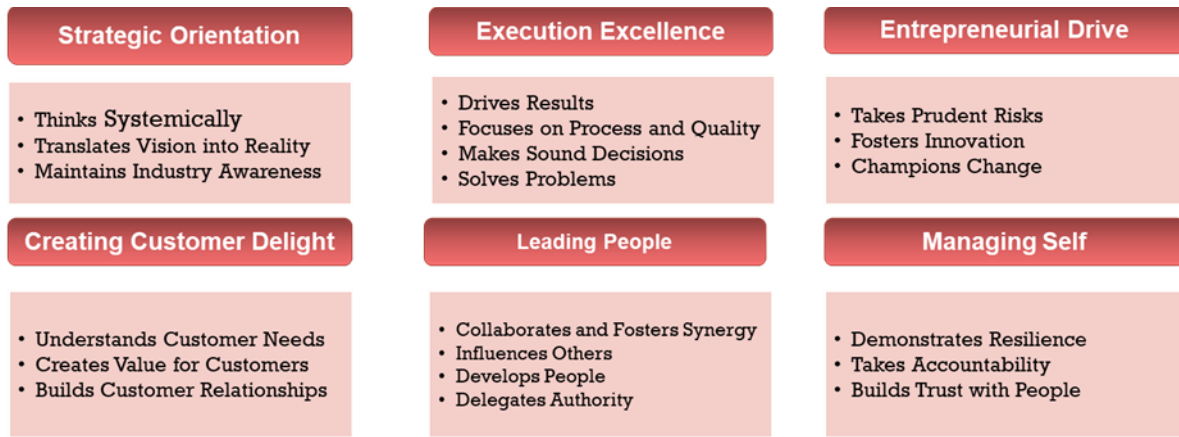 Strategic Orientation
• Thinks Systemically
• Translates Vision into Reality
• Maintains Industry Awareness
Execution Excellence
• Drives Results
• Focuses on Process and Quality
• Makes Sound Decisions
• Solves Problems
Entrepreneurial Drive
• Takes Prudent Risks
• Fosters Innovation
• Champions Change
Creating Customer Delight
• Understands Customer Needs
• Creates Value for Customers
• Builds Customer Relationships
Leading People
• Collaborates and Fosters Synergy
• Influences Others
• Develops People
• Delegates Authority
Managing Self
• Demonstrates Resilience
• Takes Accountability
• Builds Trust with People